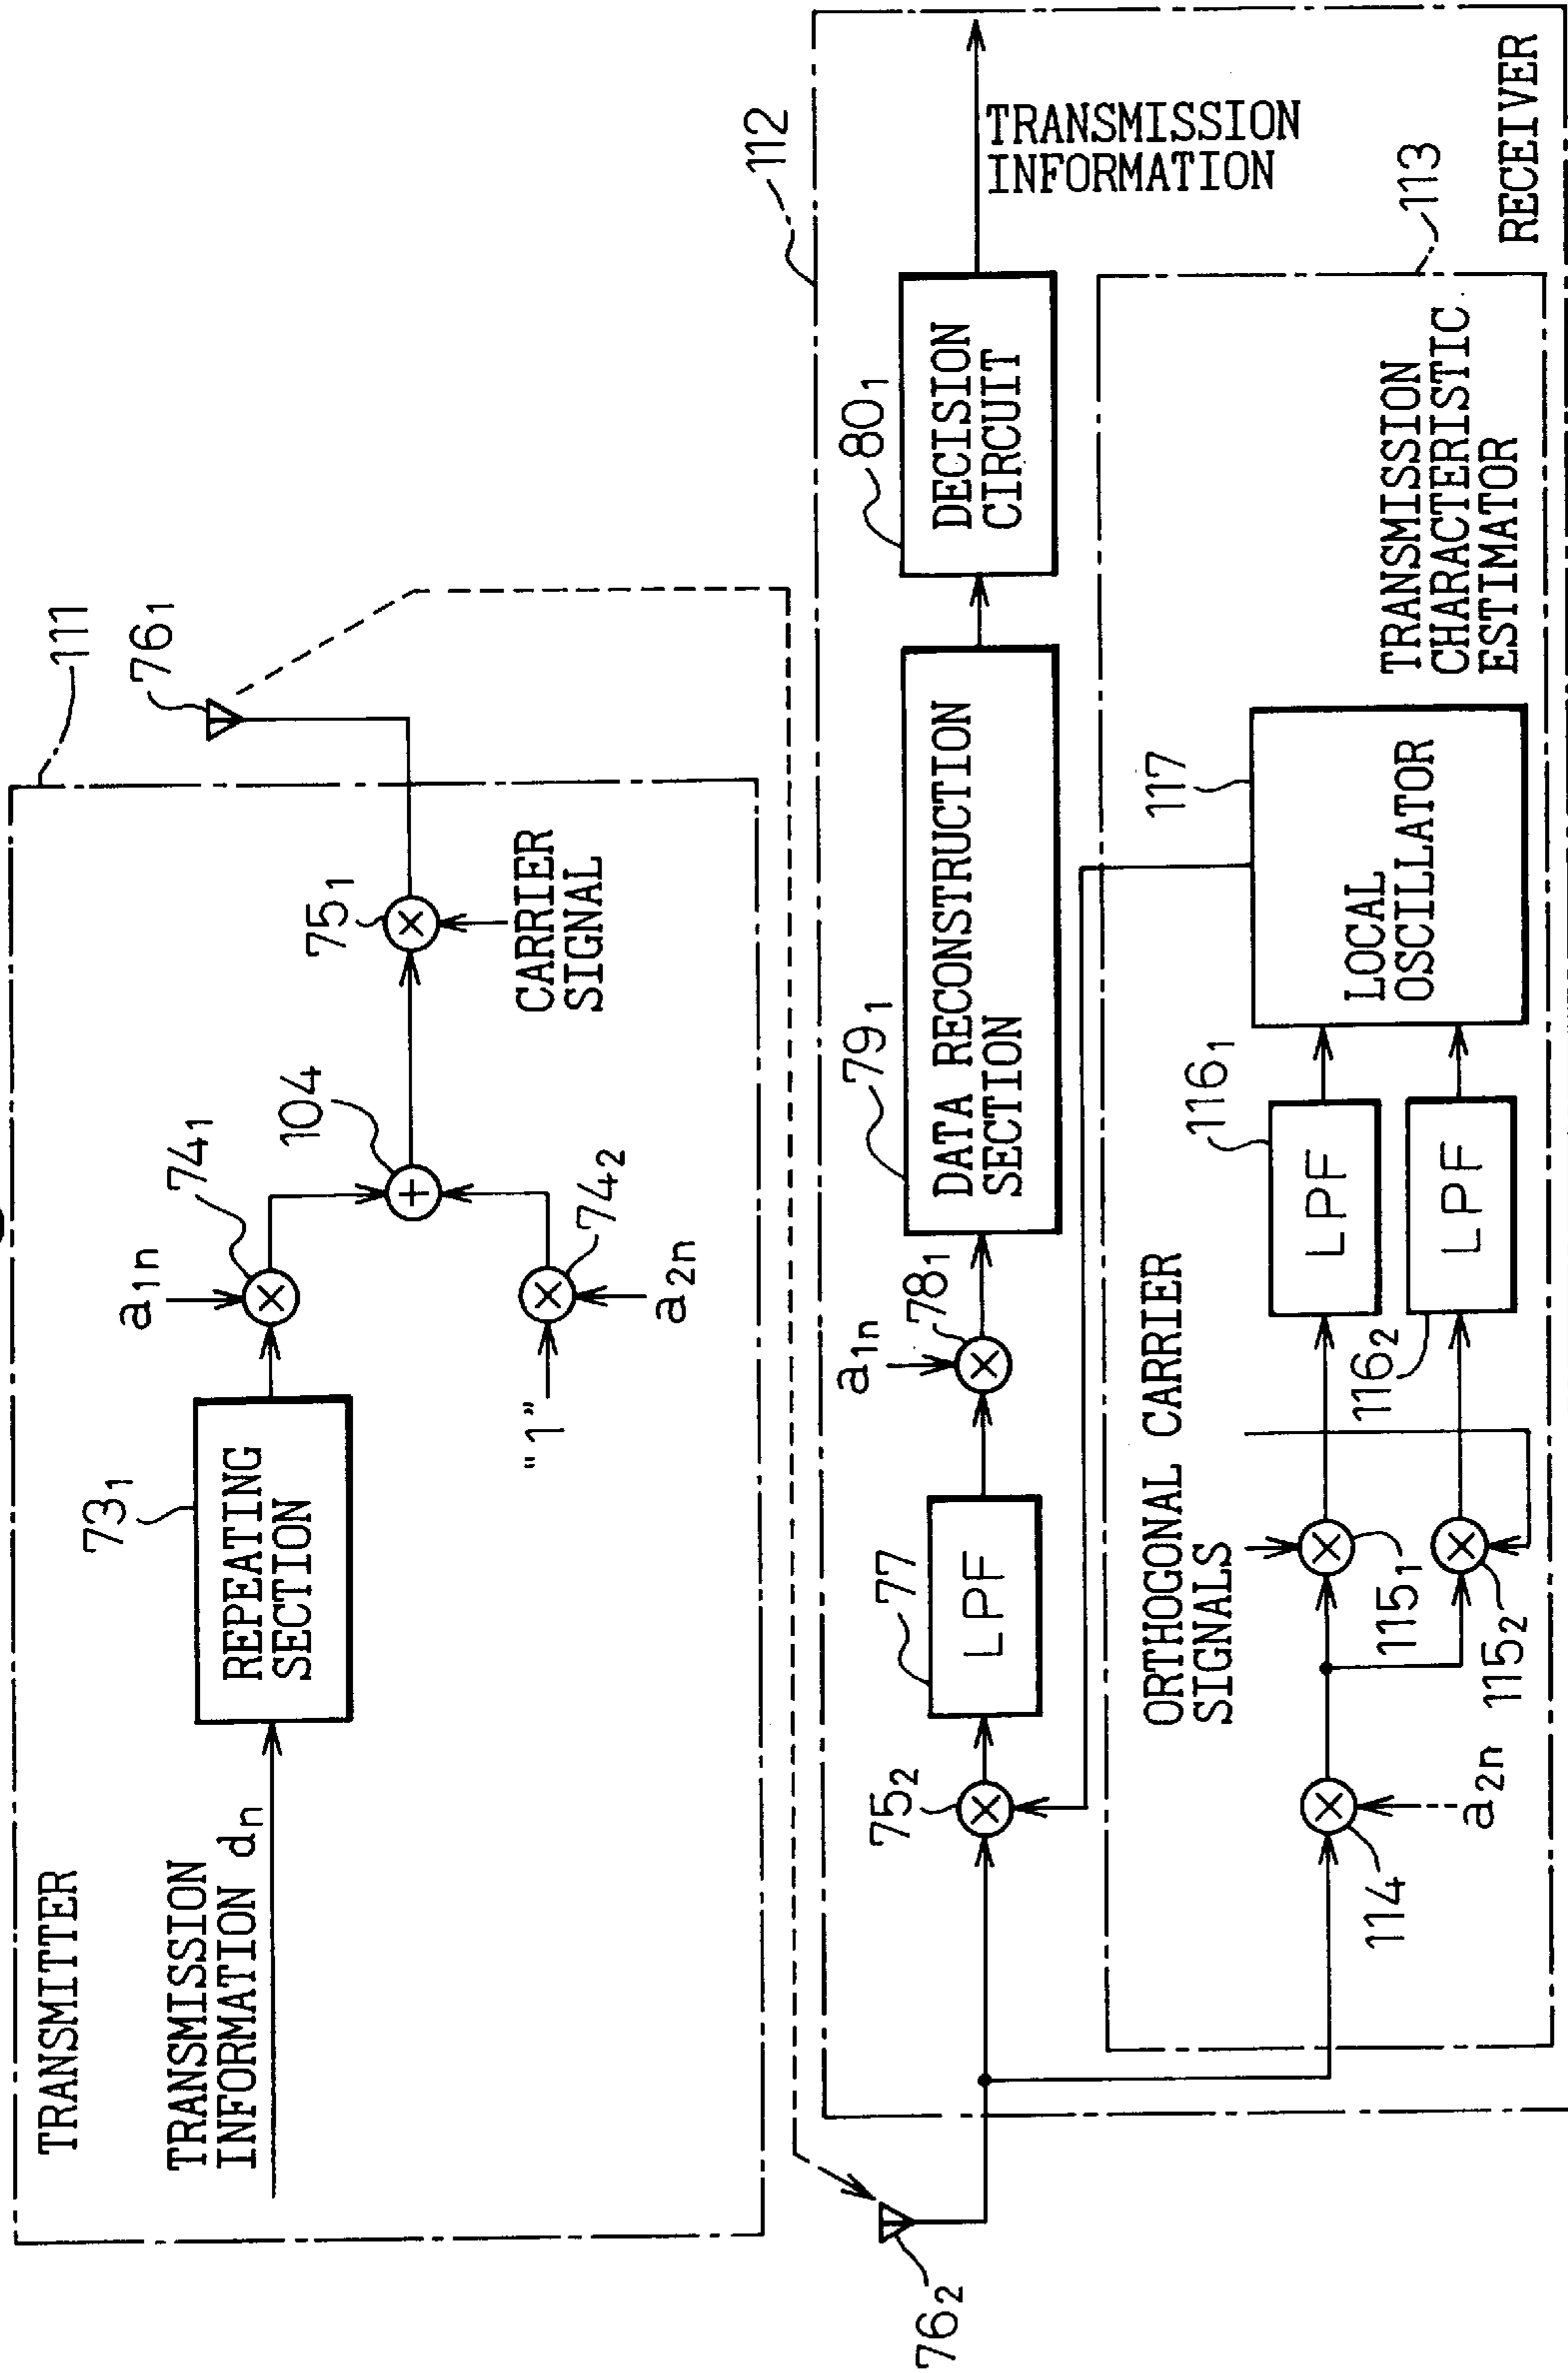 TRANSMITTER
111
TRANSMISSION
INFORMATION dn
73₁
REPEATING
SECTION
a1n
74₁
104
"1"
74₂
a2n
75₁
CARRIER
SIGNAL
76₁
76₂
112
75₂
77
LPF
a1n
78₁
79₁
DATA RECONSTRUCTION
SECTION
80₁
DECISION
CIRCUIT
TRANSMISSION
INFORMATION
114
a2n
ORTHOGONAL CARRIER
SIGNALS
115₁
115₂
116₁
LPF
116₂
LPF
117
LOCAL
OSCILLATOR
TRANSMISSION
CHARACTERISTIC
ESTIMATOR
113
RECEIVER